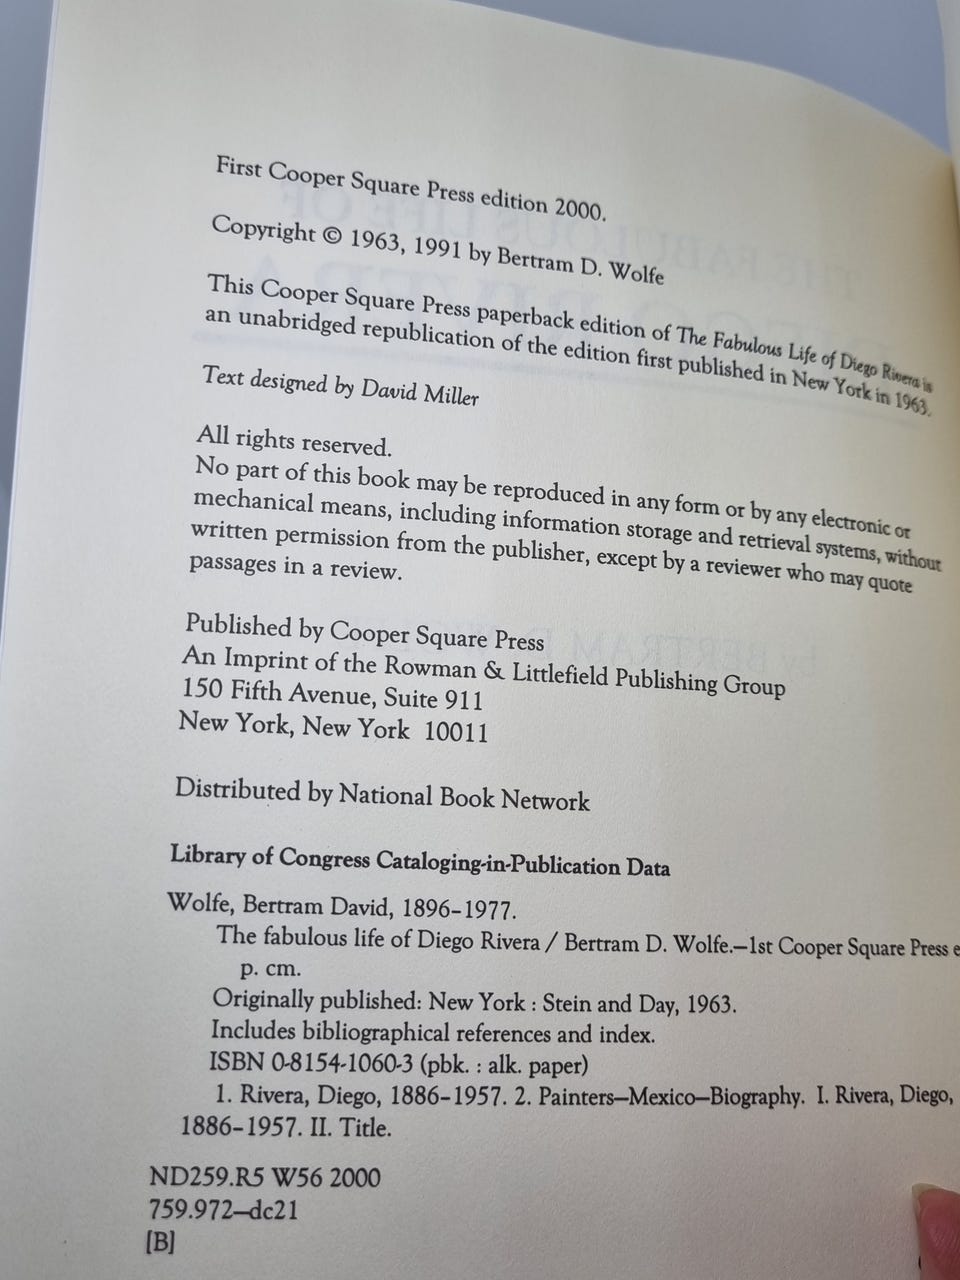 First Cooper Square Press edition 2000.
Copyright © 1963, 1991 by Bertram D. Wolfe
This Cooper Square Press paperback edition of The Fabulous Life of Diego Rivera is
an unabridged republication of the edition first published in New York in 1963.
Text designed by David Miller
All rights reserved.
No part of this book may be reproduced in any form or by any electronic or
mechanical means, including information storage and retrieval systems, without
written permission from the publisher, except by a reviewer who may quote
passages in a review.
Published by Cooper Square Press
An Imprint of the Rowman & Littlefield Publishing Group
150 Fifth Avenue, Suite 911
New York, New York 10011
Distributed by National Book Network
Library of Congress Cataloging-in-Publication Data
Wolfe, Bertram David, 1896–1977.
The fabulous life of Diego Rivera / Bertram D. Wolfe.—1st Cooper Square Press e
p. cm.
Originally published: New York : Stein and Day, 1963.
Includes bibliographical references and index.
ISBN 0-8154-1060-3 (pbk. : alk. paper)
1. Rivera, Diego, 1886–1957. 2. Painters—Mexico—Biography. I. Rivera, Diego,
1886–1957. II. Title.
ND259.R5 W56 2000
759.972—dc21
[B]